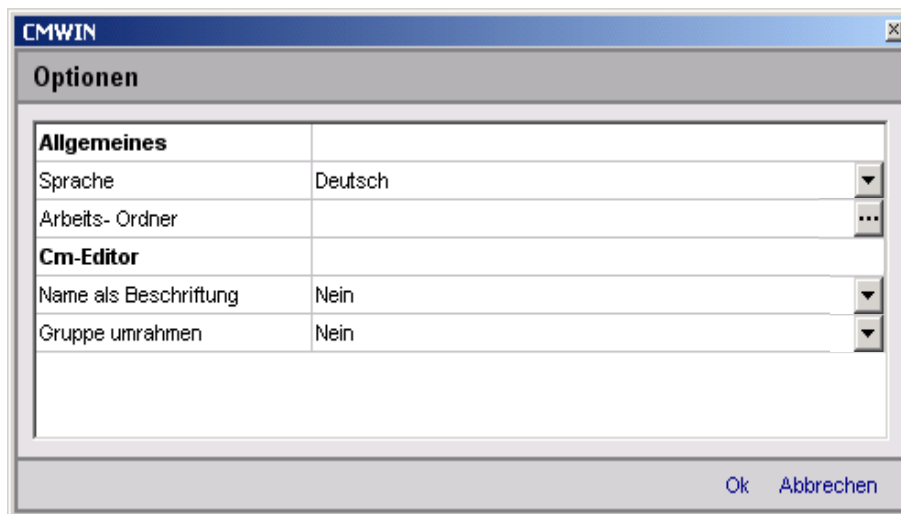 CMWIN
Optionen
Allgemeines
Sprache Deutsch
Arbeits- Ordner
Cm-Editor
Name als Beschriftung Nein
Gruppe umrahmen Nein
Ok Abbrechen